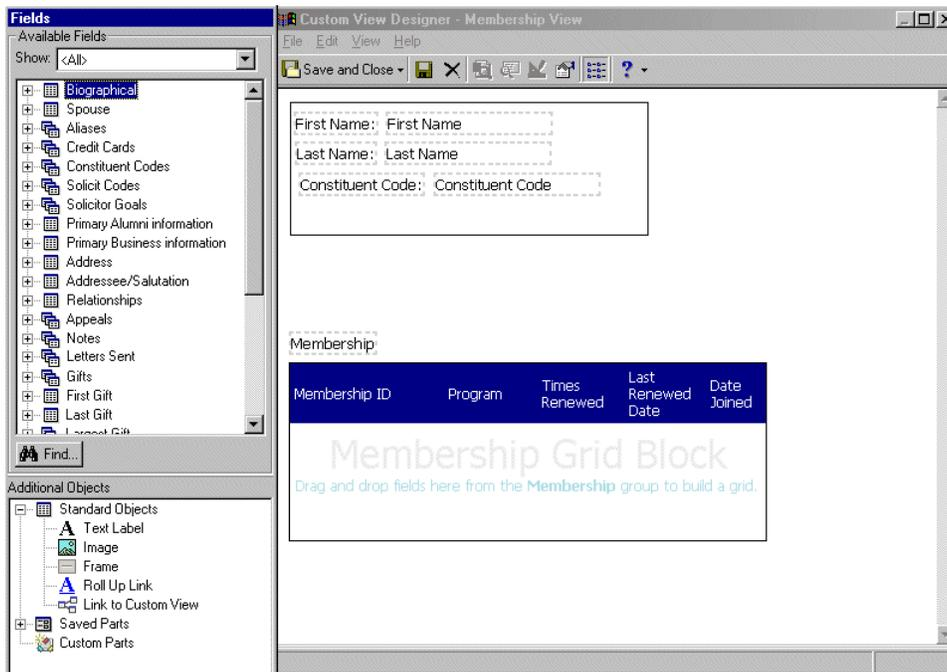 Fields
Available Fields
Show: <All>
Biographical
Spouse
Aliases
Credit Cards
Constituent Codes
Solicit Codes
Solicitor Goals
Primary Alumni information
Primary Business information
Address
Addressee/Salutation
Relationships
Appeals
Notes
Letters Sent
Gifts
First Gift
Last Gift
Largest Gift
Find...
Additional Objects
Standard Objects
A Text Label
Image
Frame
A Roll Up Link
Link to Custom View
Saved Parts
Custom Parts
Custom View Designer - Membership View
File Edit View Help
Save and Close ?
First Name: First Name
Last Name: Last Name
Constituent Code: Constituent Code
Membership
Membership ID Program Times Renewed Last Renewed Date Date Joined
Membership Grid Block
Drag and drop fields here from the Membership group to build a grid.